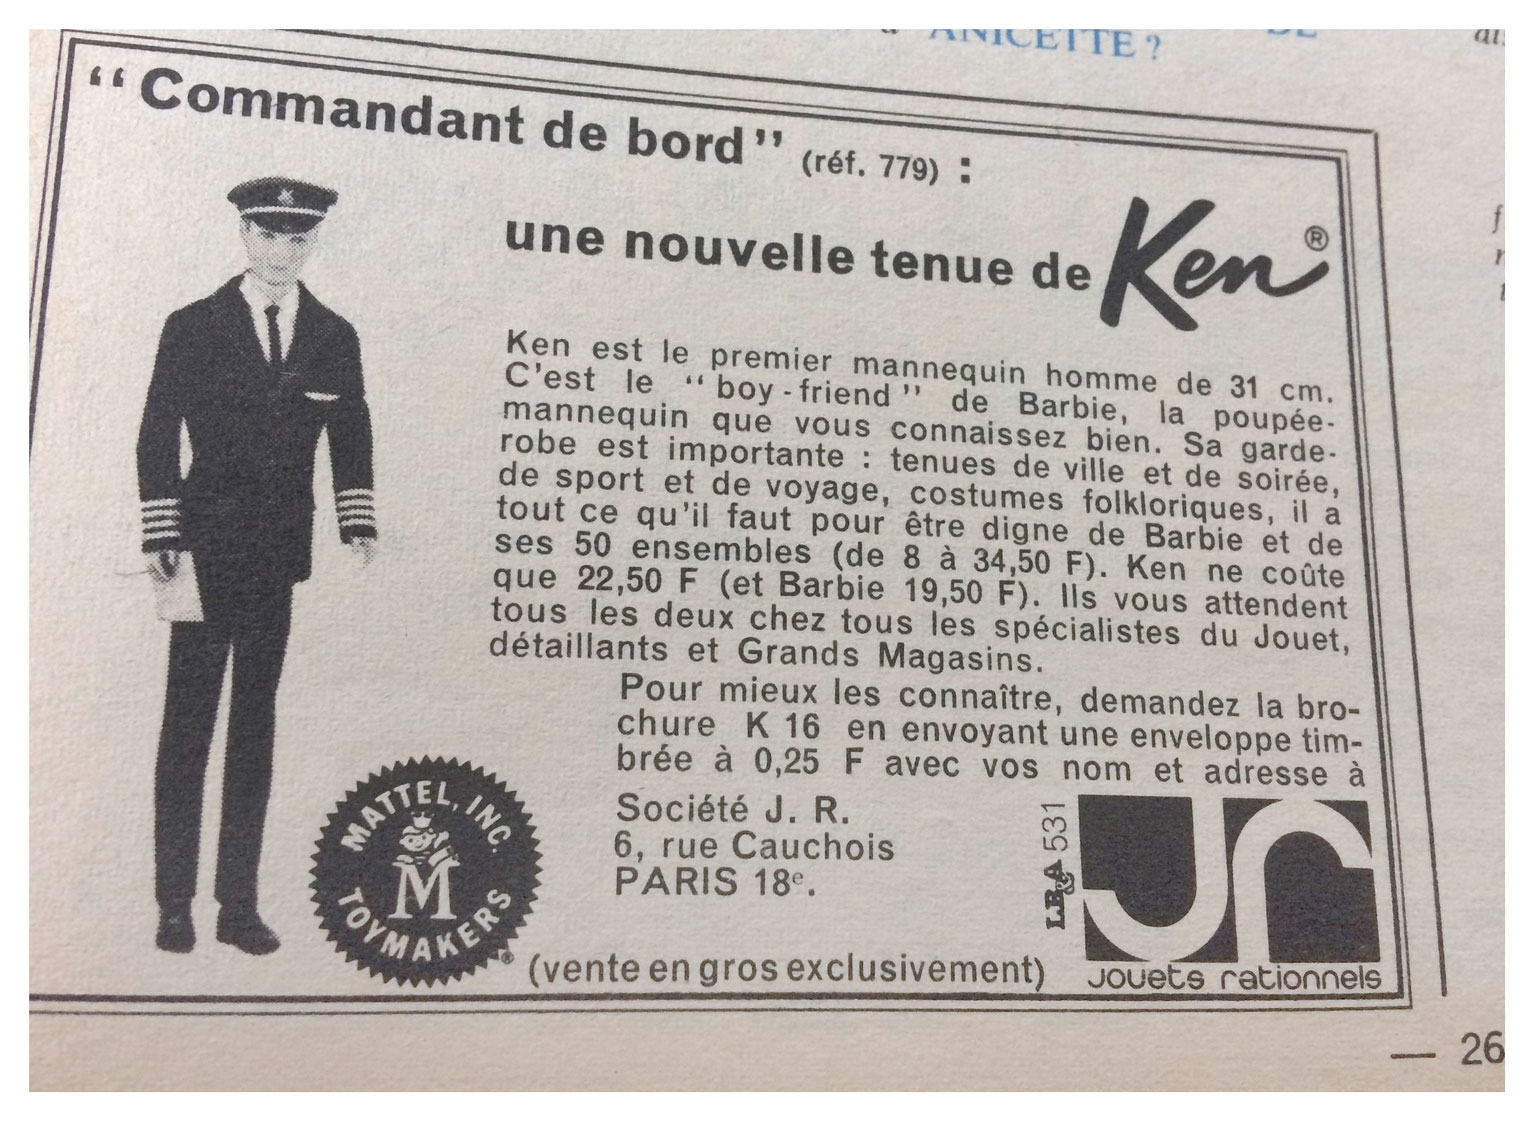 ANICETTE ?
DE
"Commandant de bord" (réf. 779) :
une nouvelle tenue de Ken®
Ken est le premier mannequin homme de 31 cm.
C'est le "boy-friend" de Barbie, la poupée-
mannequin que vous connaissez bien. Sa garde-
robe est importante : tenues de ville et de soirée,
de sport et de voyage, costumes folkloriques, il a
tout ce qu'il faut pour être digne de Barbie et de
ses 50 ensembles (de 8 à 34,50 F). Ken ne coûte
que 22,50 F (et Barbie 19,50 F). Ils vous attendent
tous les deux chez tous les spécialistes du Jouet,
détaillants et Grands Magasins.
Pour mieux les connaître, demandez la bro-
chure K 16 en envoyant une enveloppe tim-
brée à 0,25 F avec vos nom et adresse à
Société J. R.
6, rue Cauchois
PARIS 18e.
(vente en gros exclusivement)
MATTEL, INC.
M
TOYMAKERS
®
531
jr
jouets rationnels
— 26